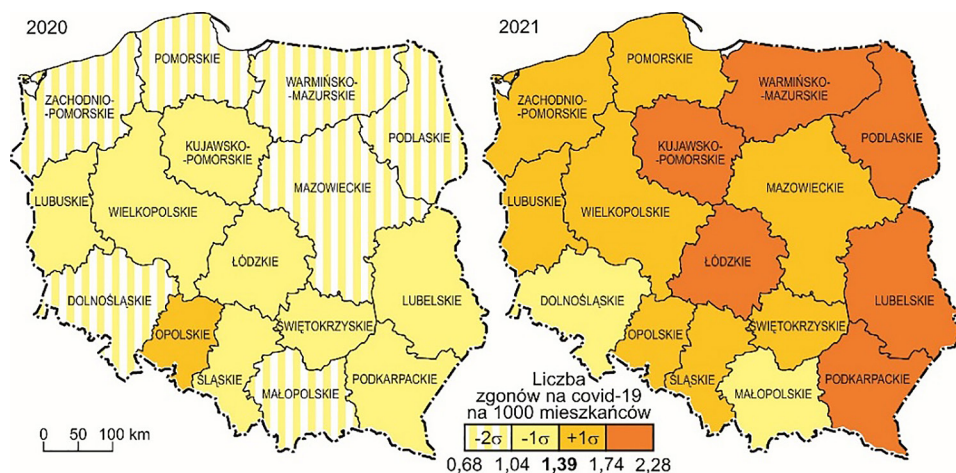 2020
POMORSKIE
WARMIŃSKO-
-MAZURSKIE
ZACHODNIO-
-POMORSKIE
PODLASKIE
KUJAWSKO-
-POMORSKIE
MAZOWIECKIE
LUBUSKIE
WIELKOPOLSKIE
ŁÓDZKIE
LUBELSKIE
DOLNOŚLĄSKIE
OPOLSKIE
ŚWIĘTOKRZYSKIE
ŚLĄSKIE
MAŁOPOLSKIE
PODKARPACKIE
0 50 100 km
2021
POMORSKIE
WARMIŃSKO-
-MAZURSKIE
ZACHODNIO-
-POMORSKIE
PODLASKIE
KUJAWSKO-
-POMORSKIE
MAZOWIECKIE
LUBUSKIE
WIELKOPOLSKIE
ŁÓDZKIE
LUBELSKIE
DOLNOŚLĄSKIE
OPOLSKIE
ŚWIĘTOKRZYSKIE
ŚLĄSKIE
MAŁOPOLSKIE
PODKARPACKIE
Liczba
zgonów na covid-19
na 1000 mieszkańców
-2σ -1σ +1σ
0,68 1,04 1,39 1,74 2,28